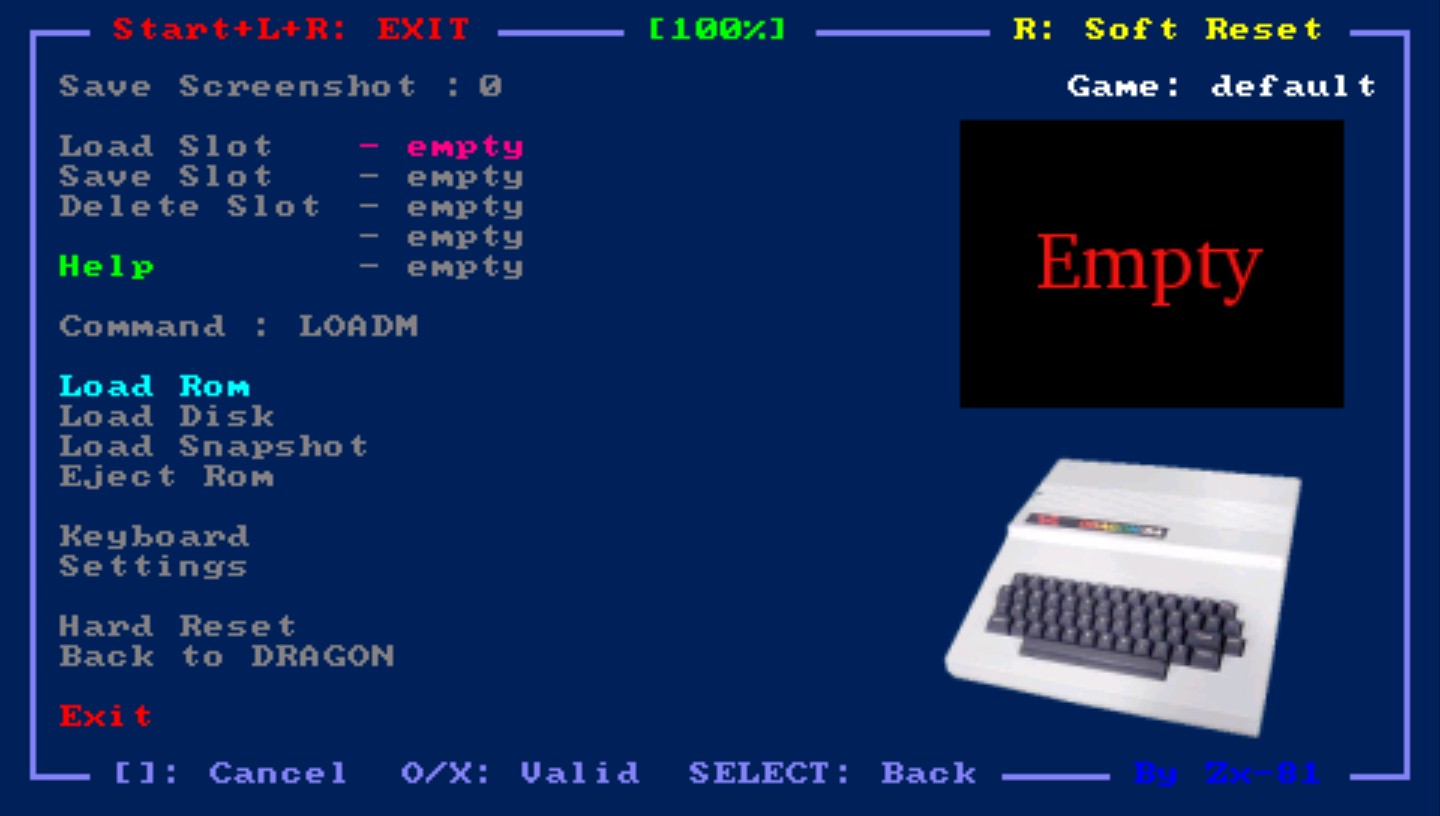 Start+L+R: EXIT [100%] R: Soft Reset
Save Screenshot : 0 Game: default
Load Slot - empty
Save Slot - empty
Delete Slot - empty
- empty
Help - empty
Empty
Command : LOADM
Load Rom
Load Disk
Load Snapshot
Eject Rom
Keyboard
Settings
Hard Reset
Back to DRAGON
Exit
[]: Cancel O/X: Valid SELECT: Back By Zx-81